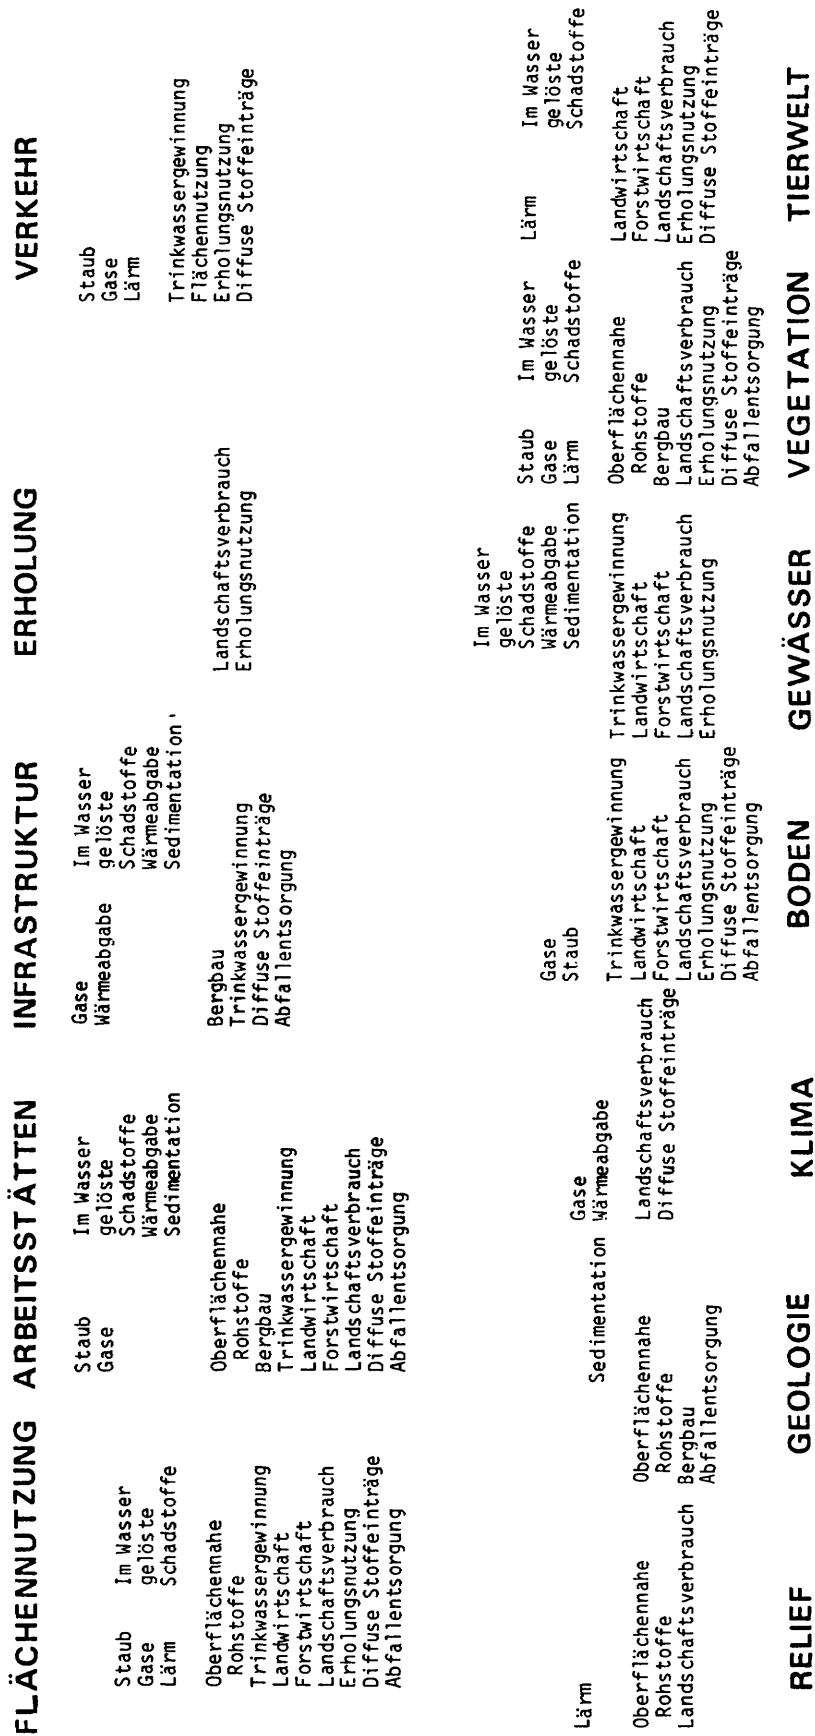 FLÄCHENNUTZUNG ARBEITSSTÄTTEN INFRASTRUKTUR ERHOLUNG VERKEHR
Staub
Gase
Lärm
Im Wasser
gelöste
Schadstoffe
Oberflächennahe
Rohstoffe
Trinkwassergewinnung
Landwirtschaft
Forstwirtschaft
Landschaftsverbrauch
Erholungsnutzung
Diffuse Stoffeinträge
Abfallentsorgung
Staub
Gase
Im Wasser
gelöste
Schadstoffe
Wärmeabgabe
Sedimentation
Oberflächennahe
Rohstoffe
Bergbau
Trinkwassergewinnung
Landwirtschaft
Forstwirtschaft
Landschaftsverbrauch
Diffuse Stoffeinträge
Abfallentsorgung
Gase
Wärmeabgabe
Im Wasser
gelöste
Schadstoffe
Wärmeabgabe
Sedimentation
Bergbau
Trinkwassergewinnung
Diffuse Stoffeinträge
Abfallentsorgung
Landschaftsverbrauch
Erholungsnutzung
Staub
Gase
Lärm
Trinkwassergewinnung
Flächennutzung
Erholungsnutzung
Diffuse Stoffeinträge
Lärm
Oberflächennahe
Rohstoffe
Landschaftsverbrauch
Sedimentation
Oberflächennahe
Rohstoffe
Bergbau
Abfallentsorgung
Gase
Wärmeabgabe
Landschaftsverbrauch
Diffuse Stoffeinträge
Gase
Staub
Trinkwassergewinnung
Landwirtschaft
Forstwirtschaft
Landschaftsverbrauch
Erholungsnutzung
Diffuse Stoffeinträge
Abfallentsorgung
Im Wasser
gelöste
Schadstoffe
Wärmeabgabe
Sedimentation
Trinkwassergewinnung
Landwirtschaft
Forstwirtschaft
Landschaftsverbrauch
Erholungsnutzung
Staub
Gase
Lärm
Im Wasser
gelöste
Schadstoffe
Oberflächennahe
Rohstoffe
Bergbau
Landschaftsverbrauch
Erholungsnutzung
Diffuse Stoffeinträge
Abfallentsorgung
Lärm
Im Wasser
gelöste
Schadstoffe
Landwirtschaft
Forstwirtschaft
Landschaftsverbrauch
Erholungsnutzung
Diffuse Stoffeinträge
RELIEF GEOLOGIE KLIMA BODEN GEWÄSSER VEGETATION TIERWELT